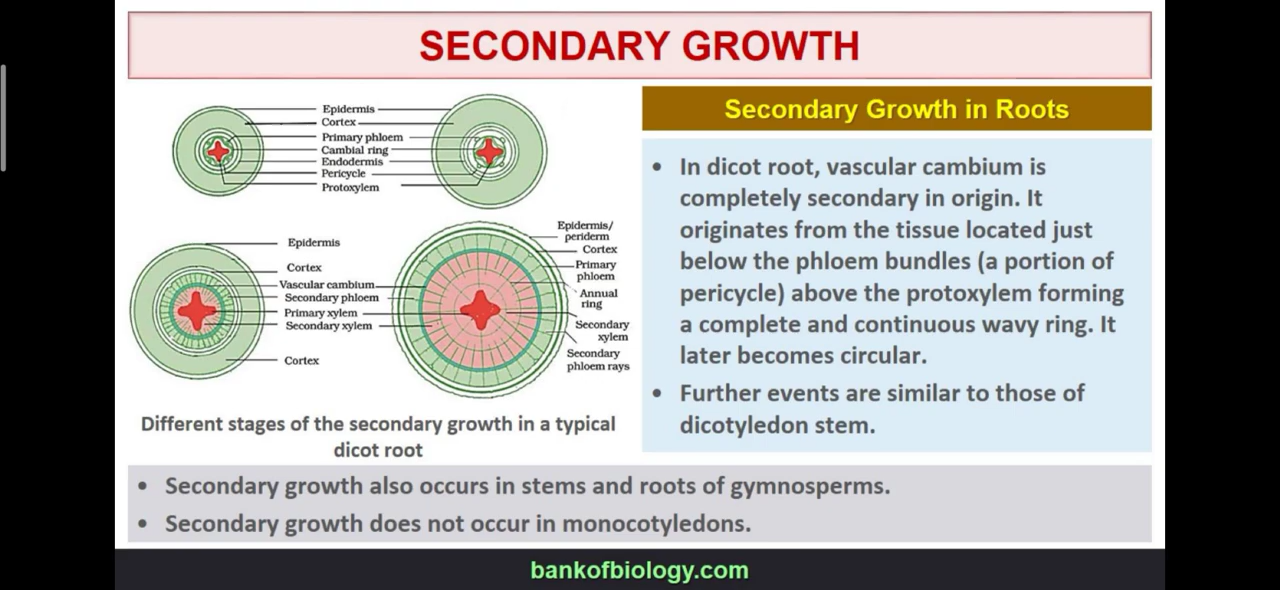 SECONDARY GROWTH
Epidermis
Cortex
Primary phloem
Cambial ring
Endodermis
Pericycle
Protoxylem
Epidermis
Cortex
Vascular cambium
Secondary phloem
Primary xylem
Secondary xylem
Cortex
Epidermis/
periderm
Cortex
Primary
phloem
Annual
ring
Secondary
xylem
Secondary
phloem rays
Different stages of the secondary growth in a typical
dicot root
Secondary Growth in Roots
• In dicot root, vascular cambium is
completely secondary in origin. It
originates from the tissue located just
below the phloem bundles (a portion of
pericycle) above the protoxylem forming
a complete and continuous wavy ring. It
later becomes circular.
• Further events are similar to those of
dicotyledon stem.
• Secondary growth also occurs in stems and roots of gymnosperms.
• Secondary growth does not occur in monocotyledons.
bankofbiology.com